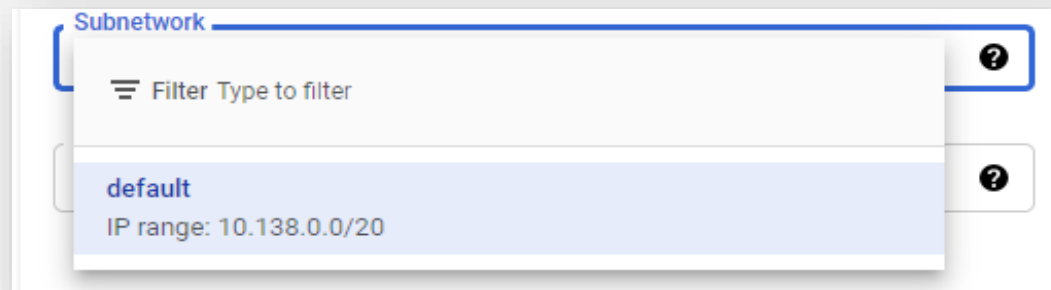 Subnetwork
Filter Type to filter
default
IP range: 10.138.0.0/20